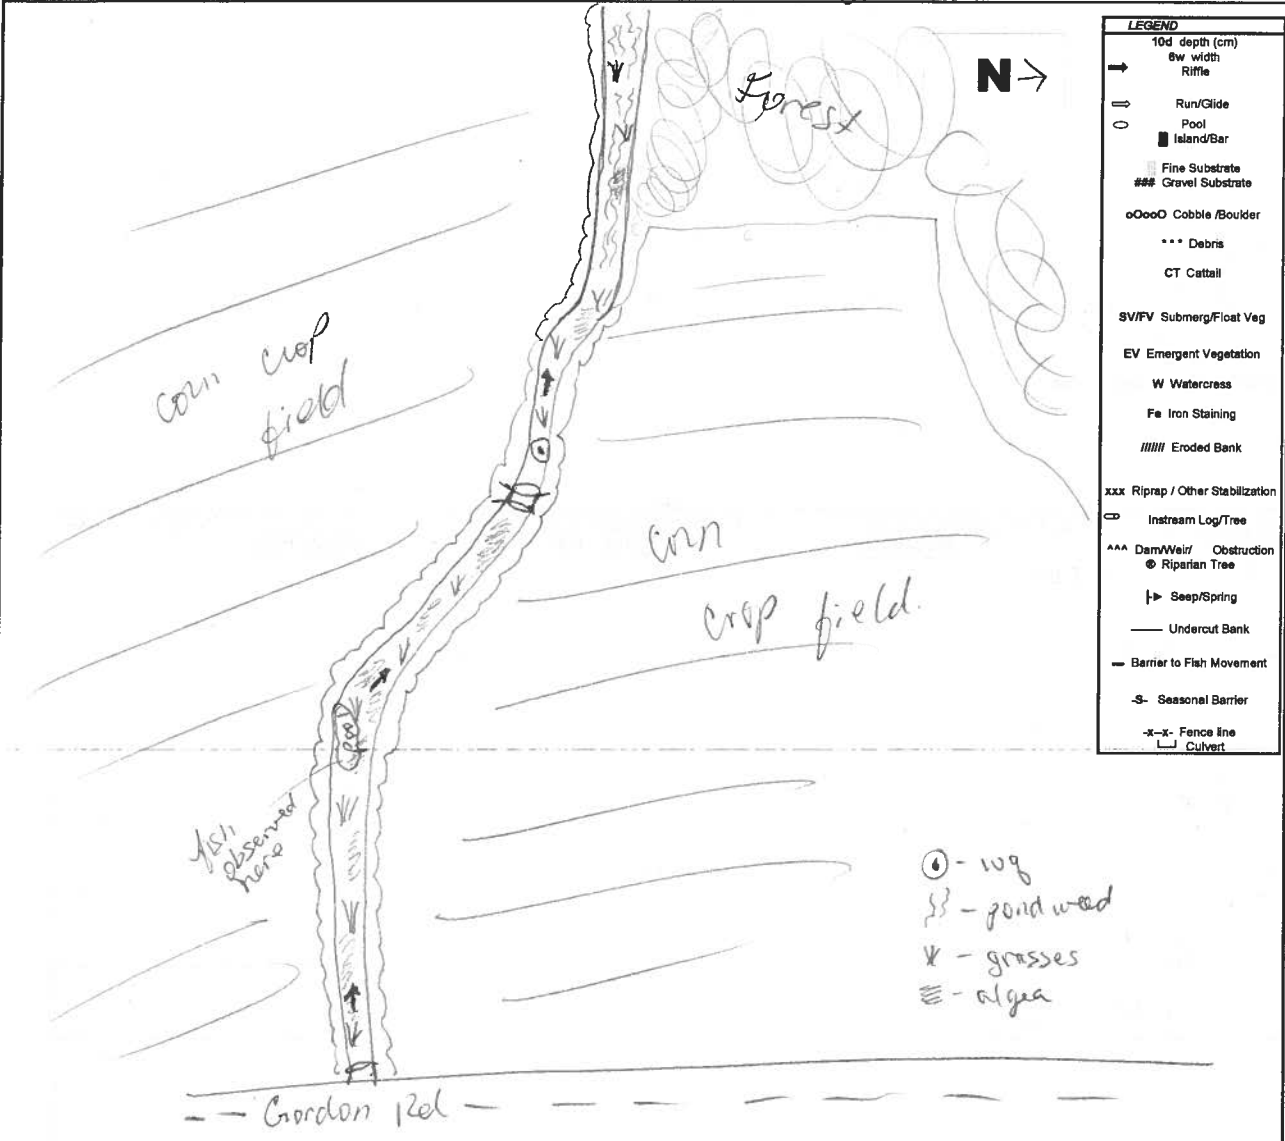 Forest
N
corn crop
field
corn
crop field.
pool
fish
observed
here
- wq
- pond weed
- grasses
- algea
Gordon Rd
LEGEND
10d depth (cm)
6w width
Riffle
Run/Glide
Pool
Island/Bar
Fine Substrate
### Gravel Substrate
oOooO Cobble /Boulder
*** Debris
CT Cattail
SV/FV Submerg/Float Veg
EV Emergent Vegetation
W Watercress
Fe Iron Staining
/////// Eroded Bank
xxx Riprap / Other Stabilization
Instream Log/Tree
^^^ Dam/Weir/ Obstruction
Riparian Tree
Seep/Spring
Undercut Bank
Barrier to Fish Movement
-S- Seasonal Barrier
-x--x- Fence line
Culvert